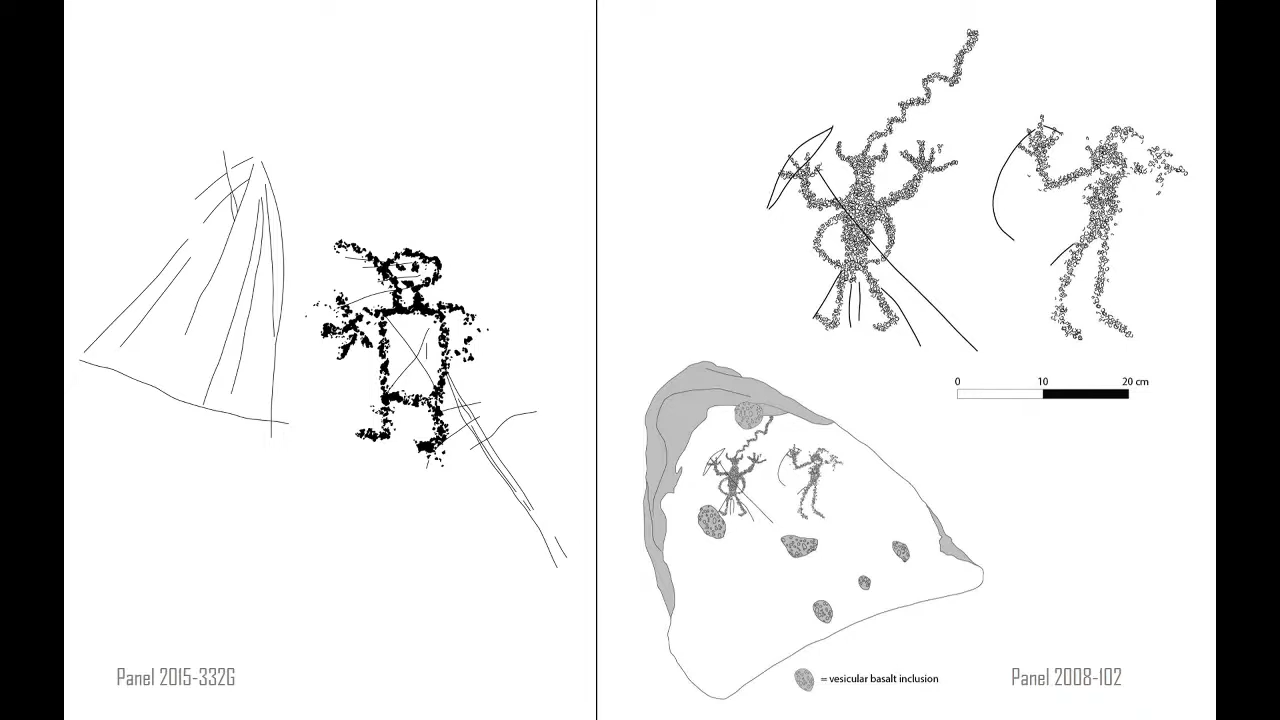 0 10 20 cm
= vesicular basalt inclusion
Panel 2015-332G
Panel 2008-102